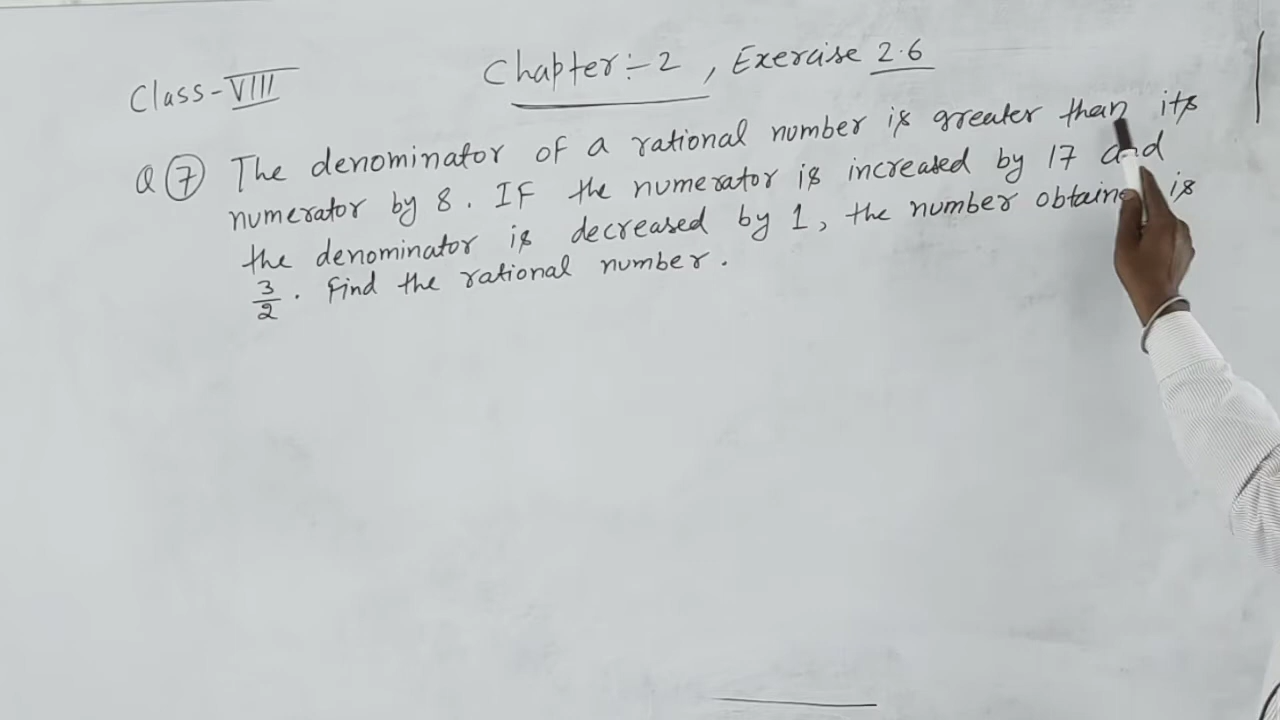 Class-VIII
Chapter:-2, Exercise 2.6
Q 7 The denominator of a rational number is greater than its
numerator by 8. IF the numerator is increased by 17 and
the denominator is decreased by 1, the number obtained is
3/2. Find the rational number.